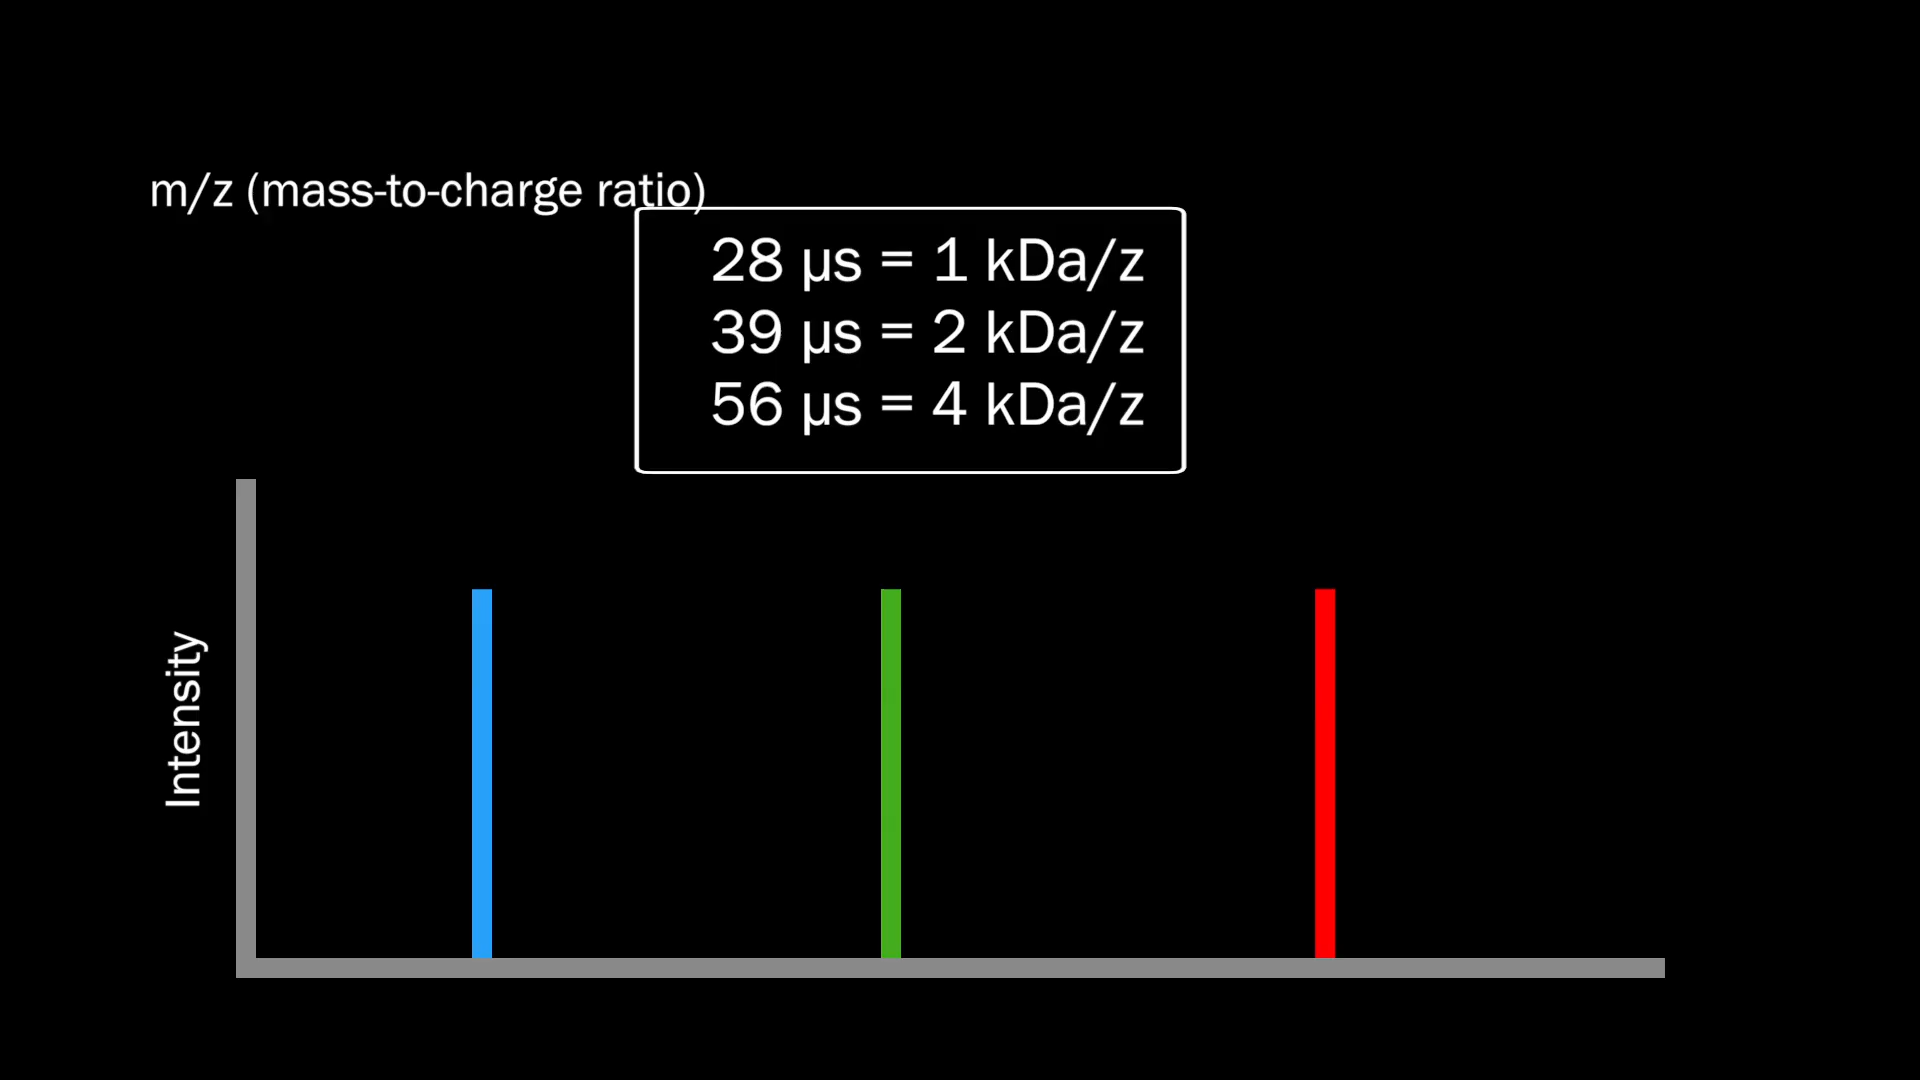 m/z (mass-to-charge ratio)
28 µs = 1 kDa/z
39 µs = 2 kDa/z
56 µs = 4 kDa/z
Intensity